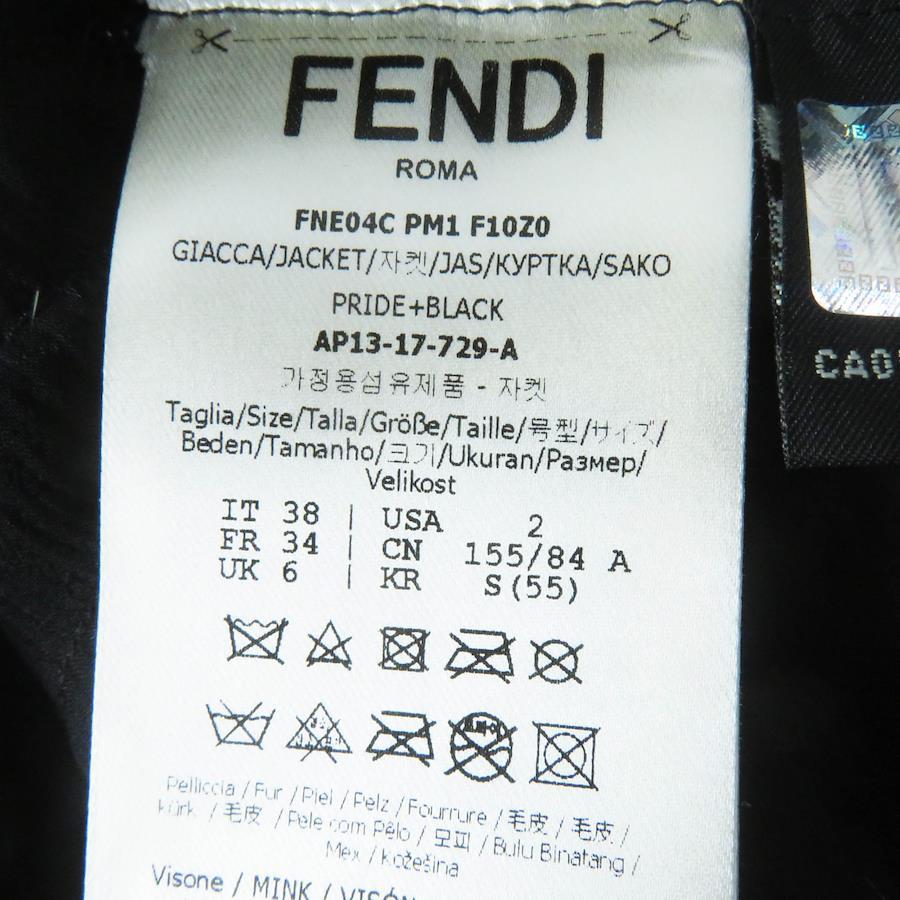 FENDI
ROMA
FNE04C PM1 F10Z0
GIACCA/JACKET/자켓/JAS/КУРТКА/SAKO
PRIDE+BLACK
AP13-17-729-A
가정용섬유제품 - 자켓
Taglia/Size/Talla/Größe/Taille/号型/サイズ/
Beden/Tamanho/크기/Ukuran/Размер/
Velikost
IT 38 | USA 2
FR 34 | CN 155/84 A
UK 6 | KR S(55)
Pelliccia / Fur / Piel / Pelz / Fourrure / 毛皮 / 毛皮 /
Kürk / 毛皮 / Pele com Pêlo / 모피 / Bulu Binatang /
Мех / Kožešina
Visone / MINK / VISÓN
CA0